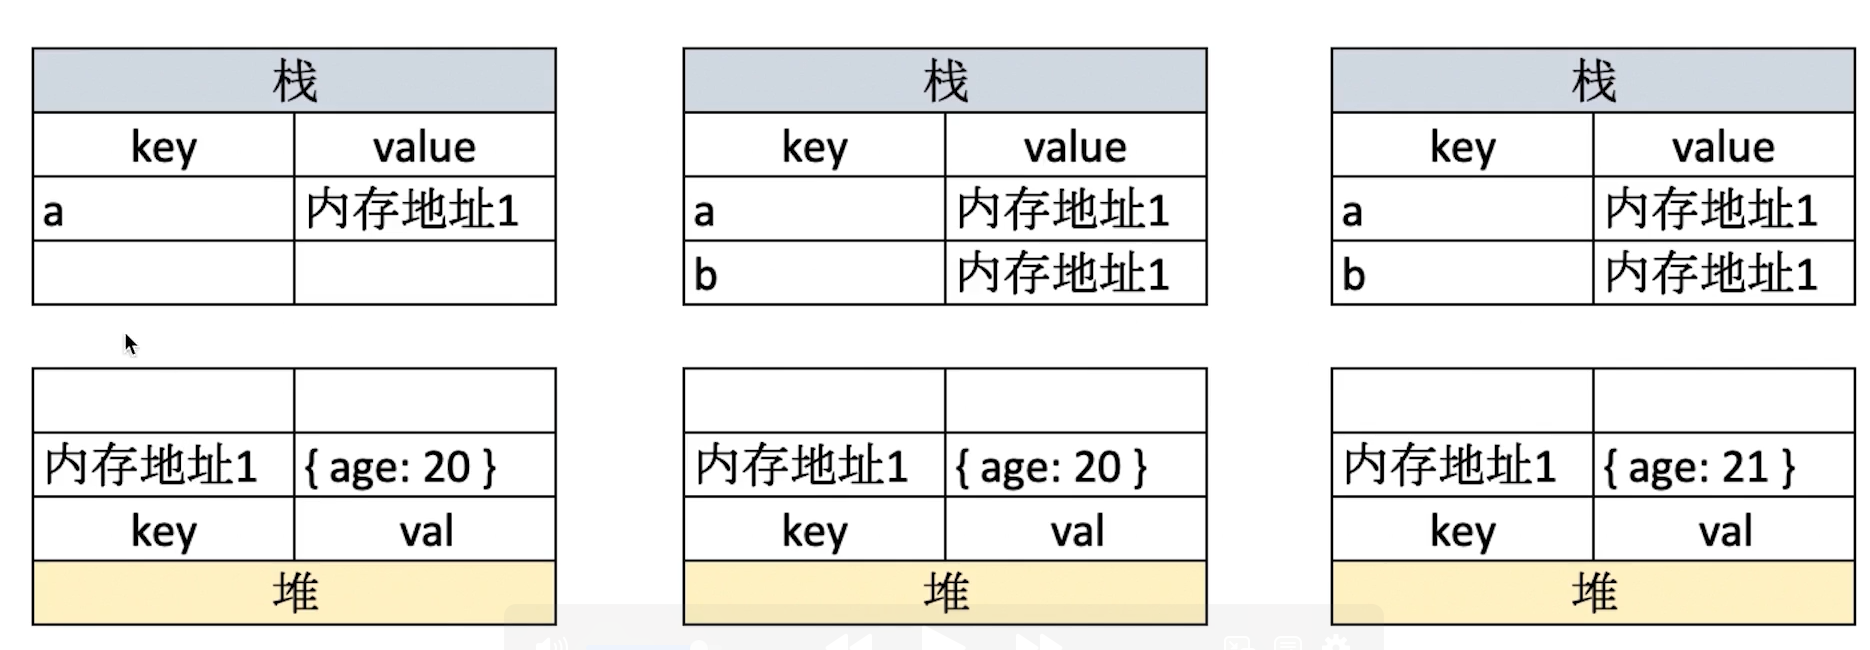 栈 栈 栈
key value key value key value
a 内存地址1 a 内存地址1 a 内存地址1
b 内存地址1 b 内存地址1
内存地址1 { age: 20 } 内存地址1 { age: 20 } 内存地址1 { age: 21 }
key val key val key val
堆 堆 堆